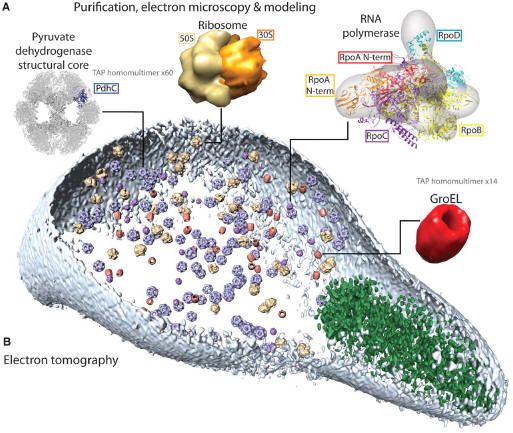 A
Purification, electron microscopy & modeling
Pyruvate
dehydrogenase
structural core
TAP homomultimer x60
PdhC
Ribosome
50S
30S
RNA
polymerase
RpoD
RpoA N-term
RpoA
N-term
RpoC
RpoB
TAP homomultimer x14
GroEL
B
Electron tomography